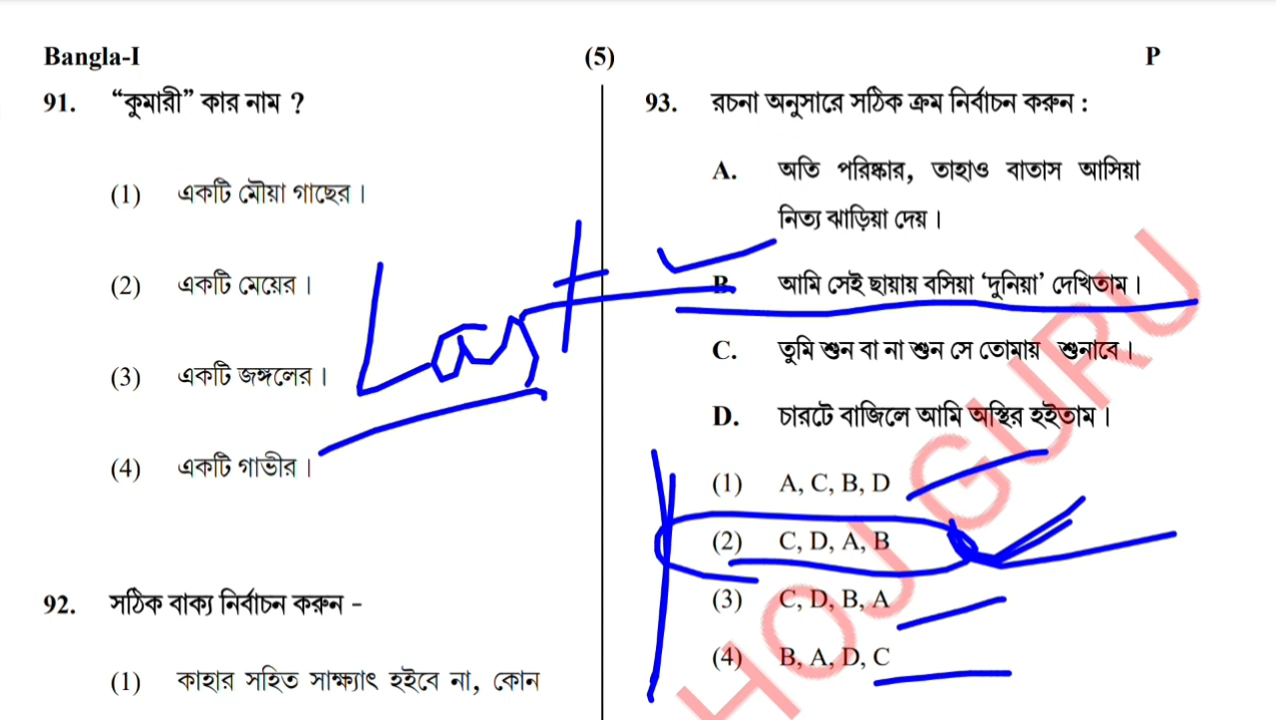 Bangla-I
(5)
P
91. “কুমারী” কার নাম ?
(1) একটি মৌয়া গাছের ।
(2) একটি মেয়ের ।
(3) একটি জঙ্গলের ।
(4) একটি গাভীর ।
92. সঠিক বাক্য নির্বাচন করুন –
(1) কাহার সহিত সাক্ষ্যাৎ হইবে না, কোন
Last
93. রচনা অনুসারে সঠিক ক্রম নির্বাচন করুন :
A. অতি পরিষ্কার, তাহাও বাতাস আসিয়া
নিত্য ঝাড়িয়া দেয় ।
B. আমি সেই ছায়ায় বসিয়া ‘দুনিয়া’ দেখিতাম ।
C. তুমি শুন বা না শুন সে তোমায় শুনাবে ।
D. চারটে বাজিলে আমি অস্থির হইতাম ।
(1) A, C, B, D
(2) C, D, A, B
(3) C, D, B, A
(4) B, A, D, C
HOJ GURU